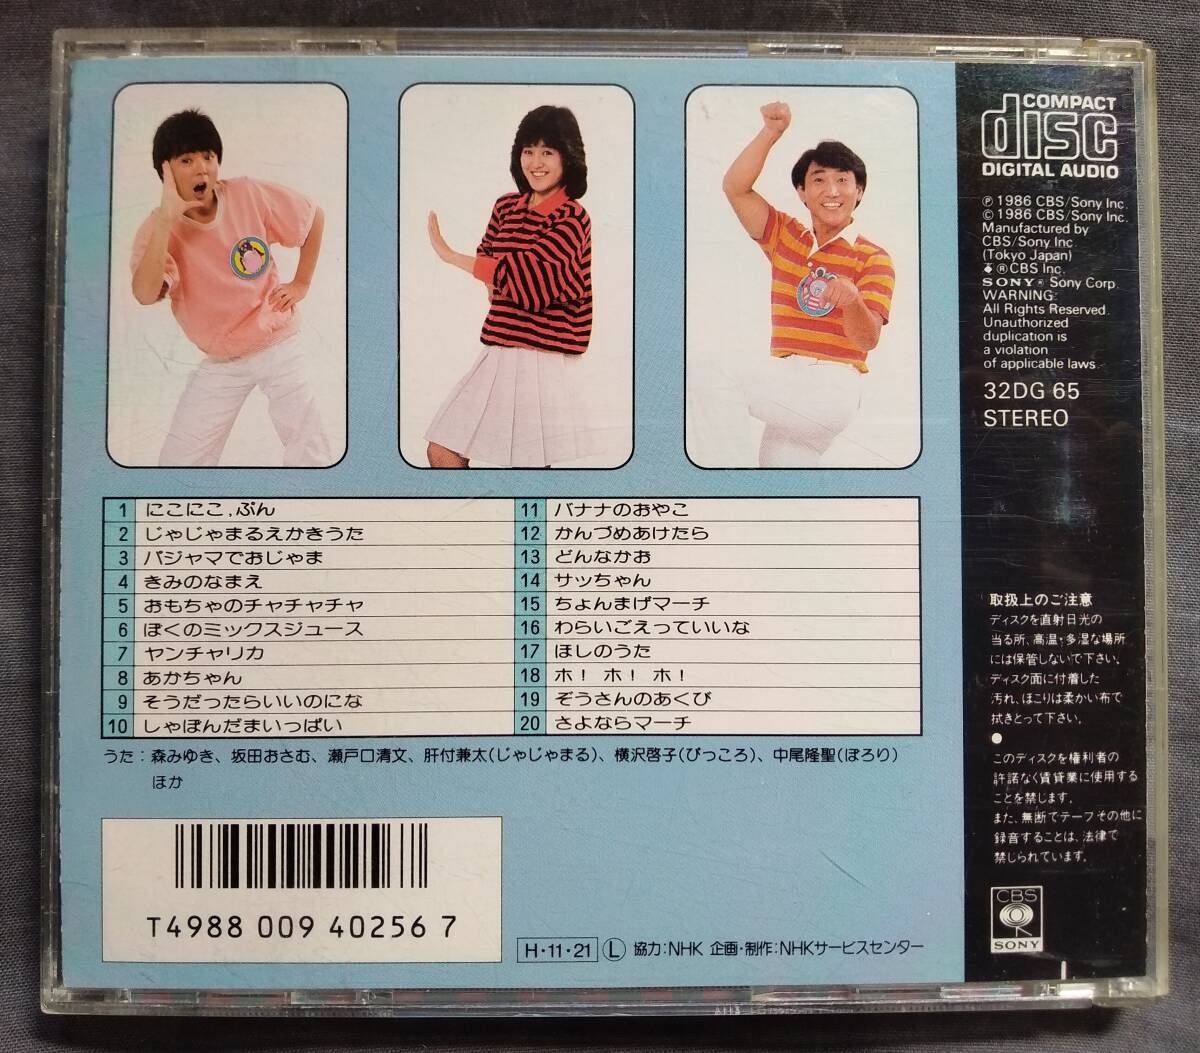 COMPACT
disc
DIGITAL AUDIO
℗ 1986 CBS/Sony Inc.
© 1986 CBS/Sony Inc.
Manufactured by
CBS/Sony Inc.
(Tokyo Japan)
® CBS Inc.
SONY® Sony Corp.
WARNING:
All Rights Reserved.
Unauthorized
duplication is
a violation
of applicable laws.
32DG 65
STEREO
1 にこにこ,ぷん
2 じゃじゃまるえかきうた
3 パジャマでおじゃま
4 きみのなまえ
5 おもちゃのチャチャチャ
6 ぼくのミックスジュース
7 ヤンチャリカ
8 あかちゃん
9 そうだったらいいのにな
10 しゃぼんだまいっぱい
11 バナナのおやこ
12 かんづめあけたら
13 どんなかお
14 サッちゃん
15 ちょんまげマーチ
16 わらいごえっていいな
17 ほしのうた
18 ホ! ホ! ホ!
19 ぞうさんのあくび
20 さよならマーチ
うた：森みゆき、坂田おさむ、瀬戸口清文、肝付兼太(じゃじゃまる)、横沢啓子(ぴっころ)、中尾隆聖(ぽろり)
ほか
T4988 009 40256 7
H・11・21 Ⓛ 協力：NHK 企画・制作：NHKサービスセンター
取扱上のご注意
ディスクを直射日光の
当る所、高温・多湿な場所
には保管しないで下さい。
ディスク面に付着した
汚れ、ほこりは柔かい布で
拭きとって下さい。
●
このディスクを権利者の
許諾なく賃貸業に使用する
ことを禁じます。
また、無断でテープその他に
録音することは、法律で
禁じられています。
CBS
SONY